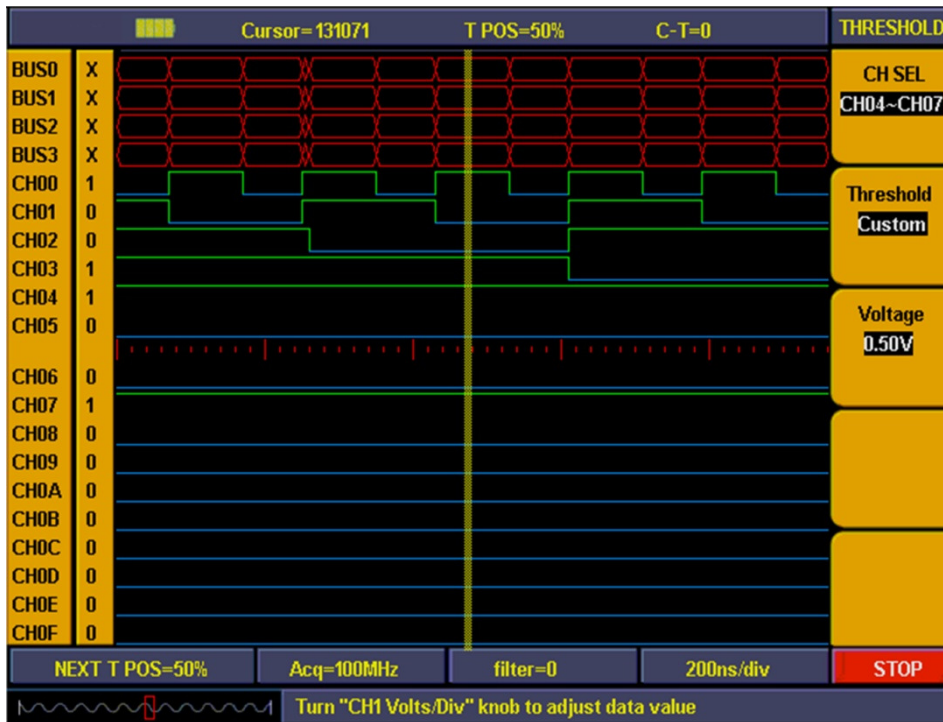 Cursor=131071 T POS=50% C-T=0 THRESHOLD
BUS0 X
BUS1 X
BUS2 X
BUS3 X
CH00 1
CH01 0
CH02 0
CH03 1
CH04 1
CH05 0
CH06 0
CH07 1
CH08 0
CH09 0
CH0A 0
CH0B 0
CH0C 0
CH0D 0
CH0E 0
CH0F 0
CH SEL
CH04~CH07
Threshold
Custom
Voltage
0.50V
NEXT T POS=50% Acq=100MHz filter=0 200ns/div STOP
Turn "CH1 Volts/Div" knob to adjust data value